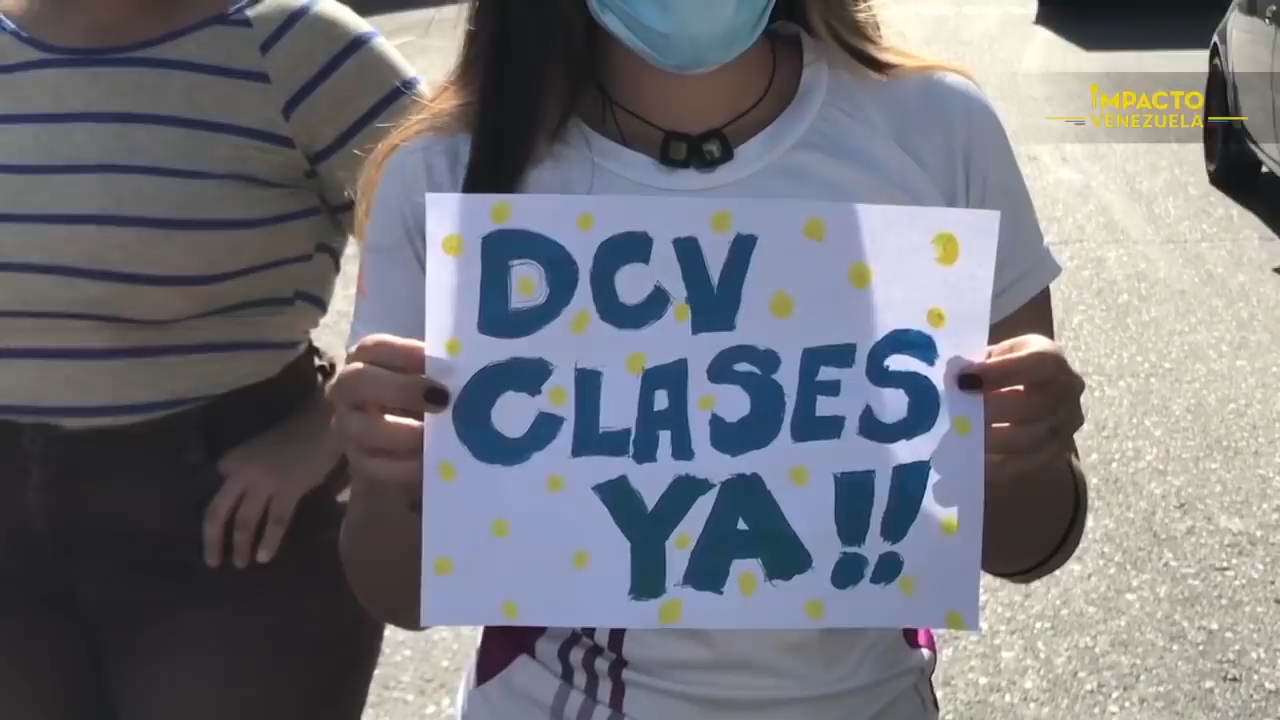 IMPACTO
VENEZUELA
DCV
CLASES
YA!!